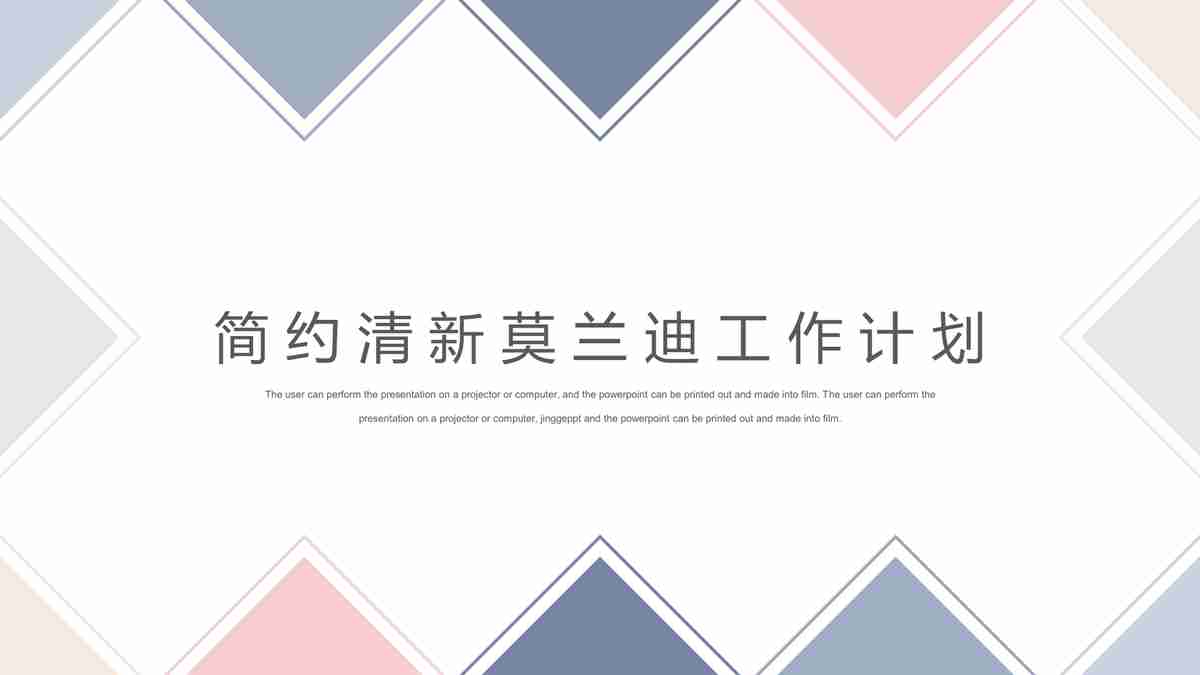 简约清新莫兰迪工作计划
The user can perform the presentation on a projector or computer, and the powerpoint can be printed out and made into film. The user can perform the
presentation on a projector or computer, jinggeppt and the powerpoint can be printed out and made into film.